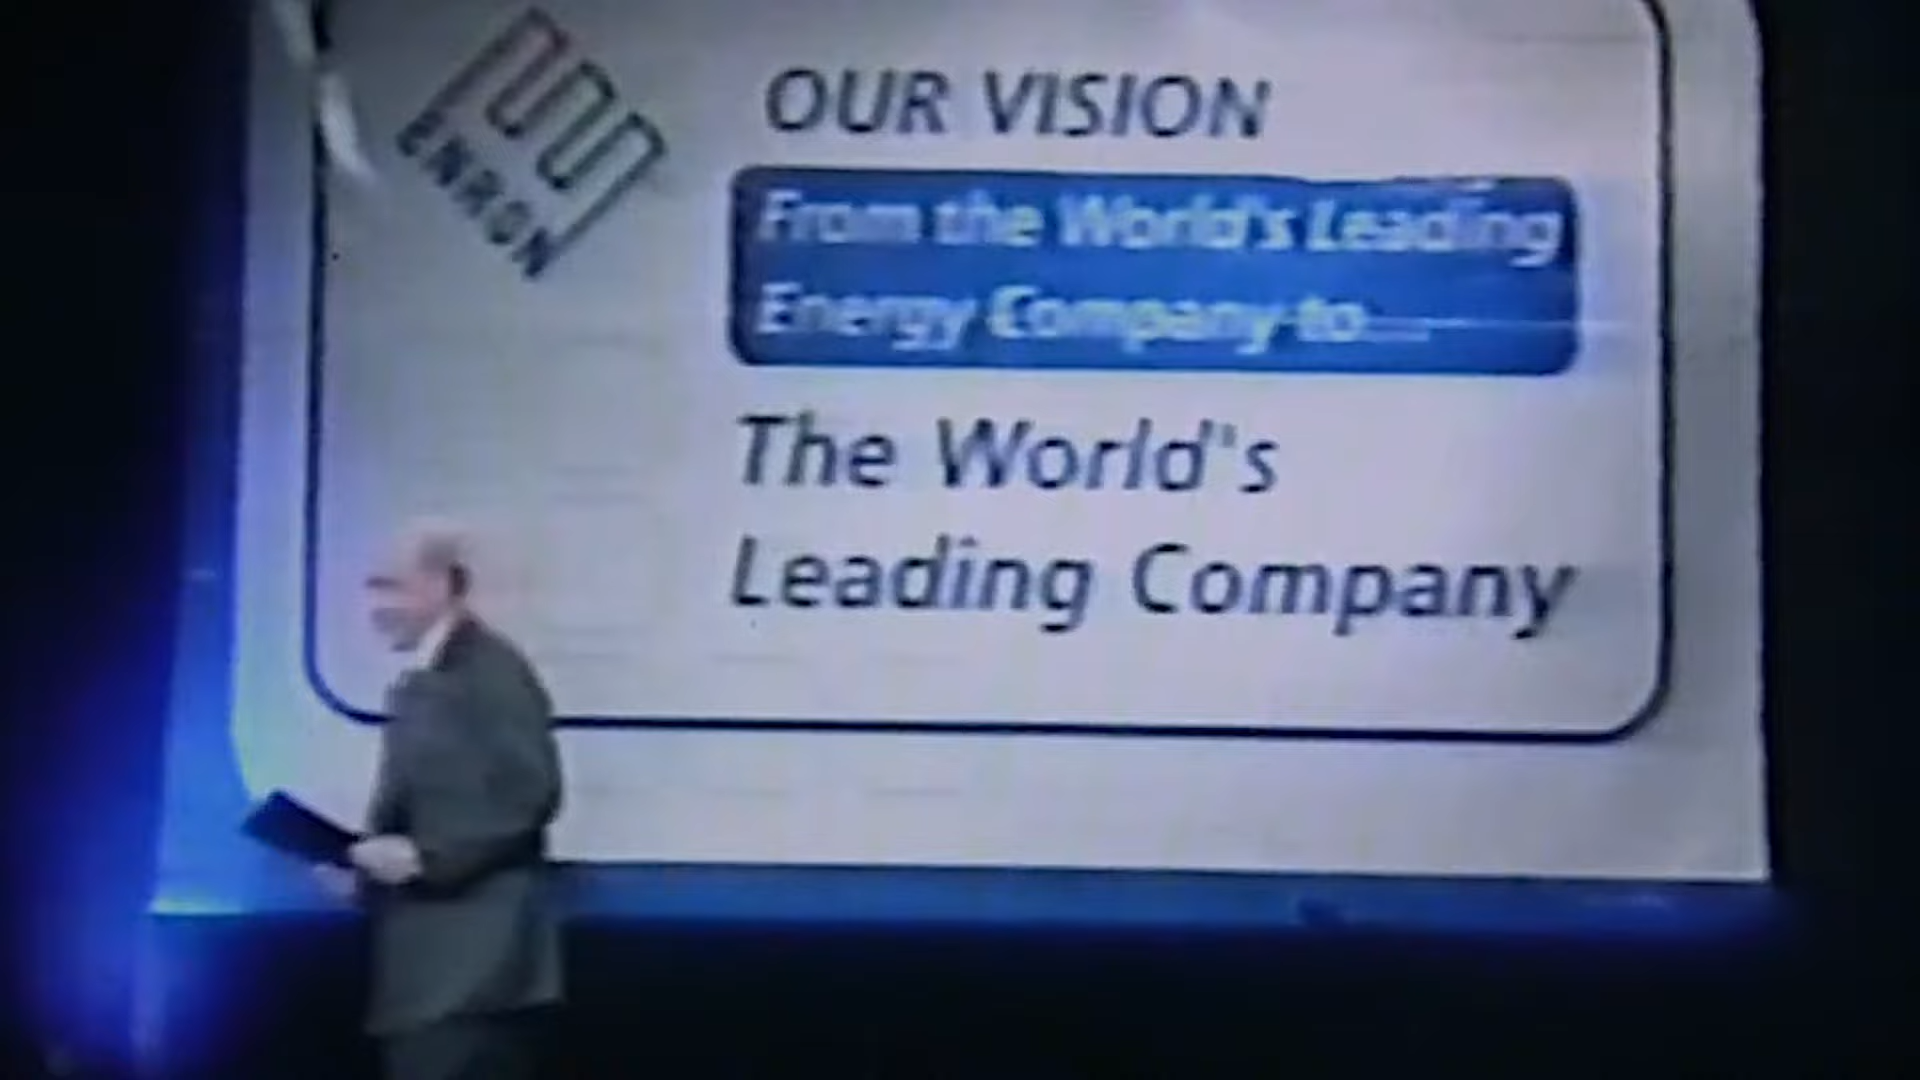 ENRON
OUR VISION
From the World's Leading
Energy Company to....
The World's
Leading Company